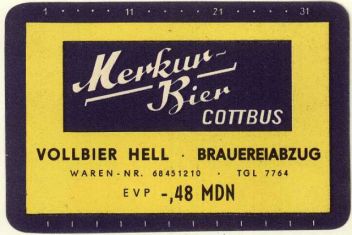 1 · · · · 11 · · · · 21 · · · · 31
Merkur-
Bier
COTTBUS
VOLLBIER HELL · BRAUEREIABZUG
WAREN-NR. 68451210 · TGL 7764
EVP -,48 MDN